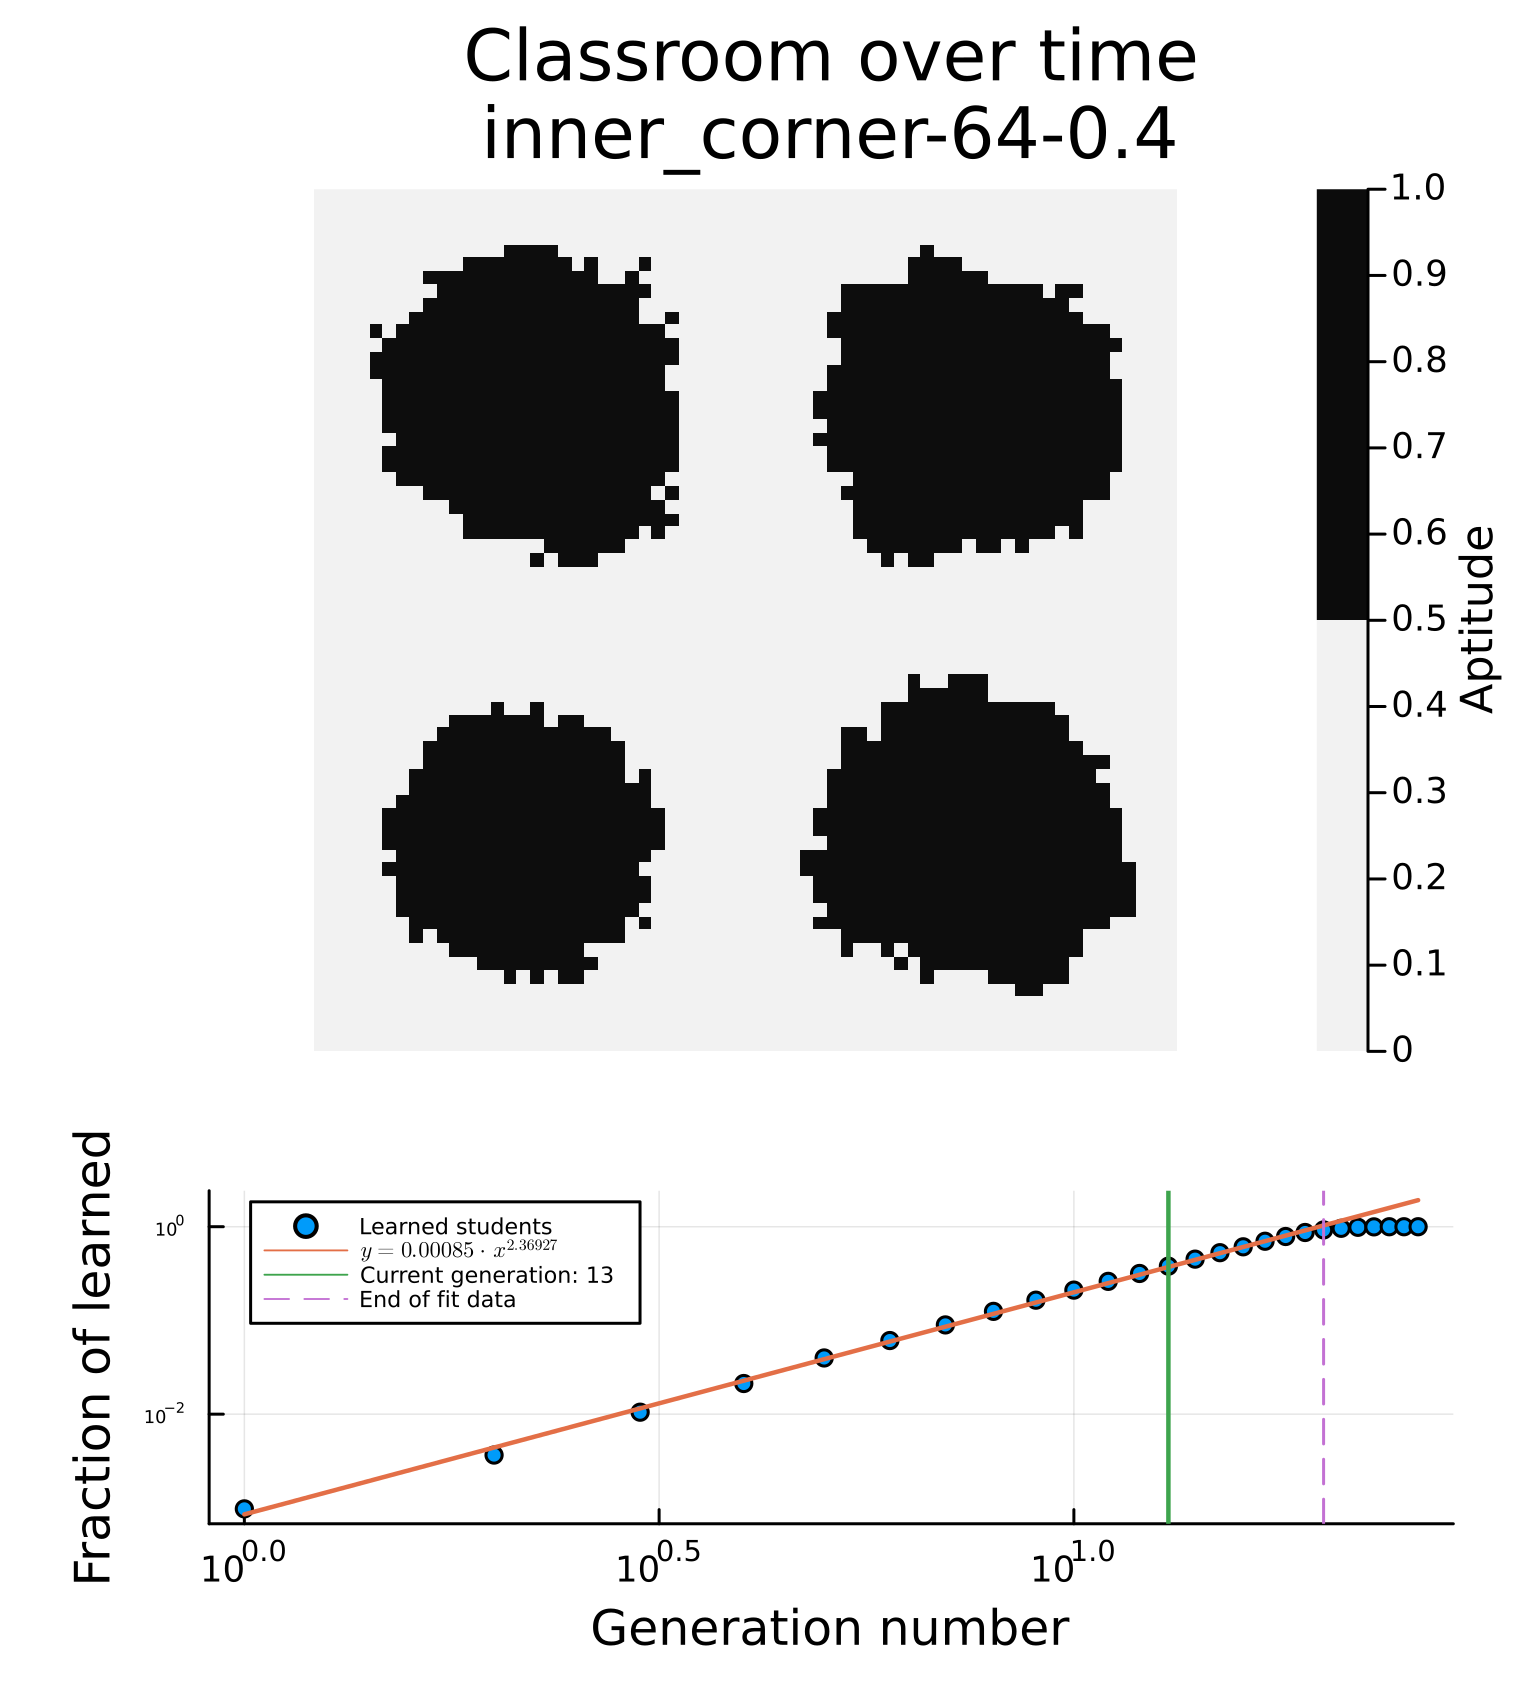 Classroom over time
inner_corner-64-0.4
1.0
0.9
0.8
0.7
0.6
0.5
0.4
0.3
0.2
0.1
0
Aptitude
Fraction of learned
10⁰
10⁻²
Learned students
y = 0.00085 · x^2.36927
Current generation: 13
End of fit data
10^0.0
10^0.5
10^1.0
Generation number